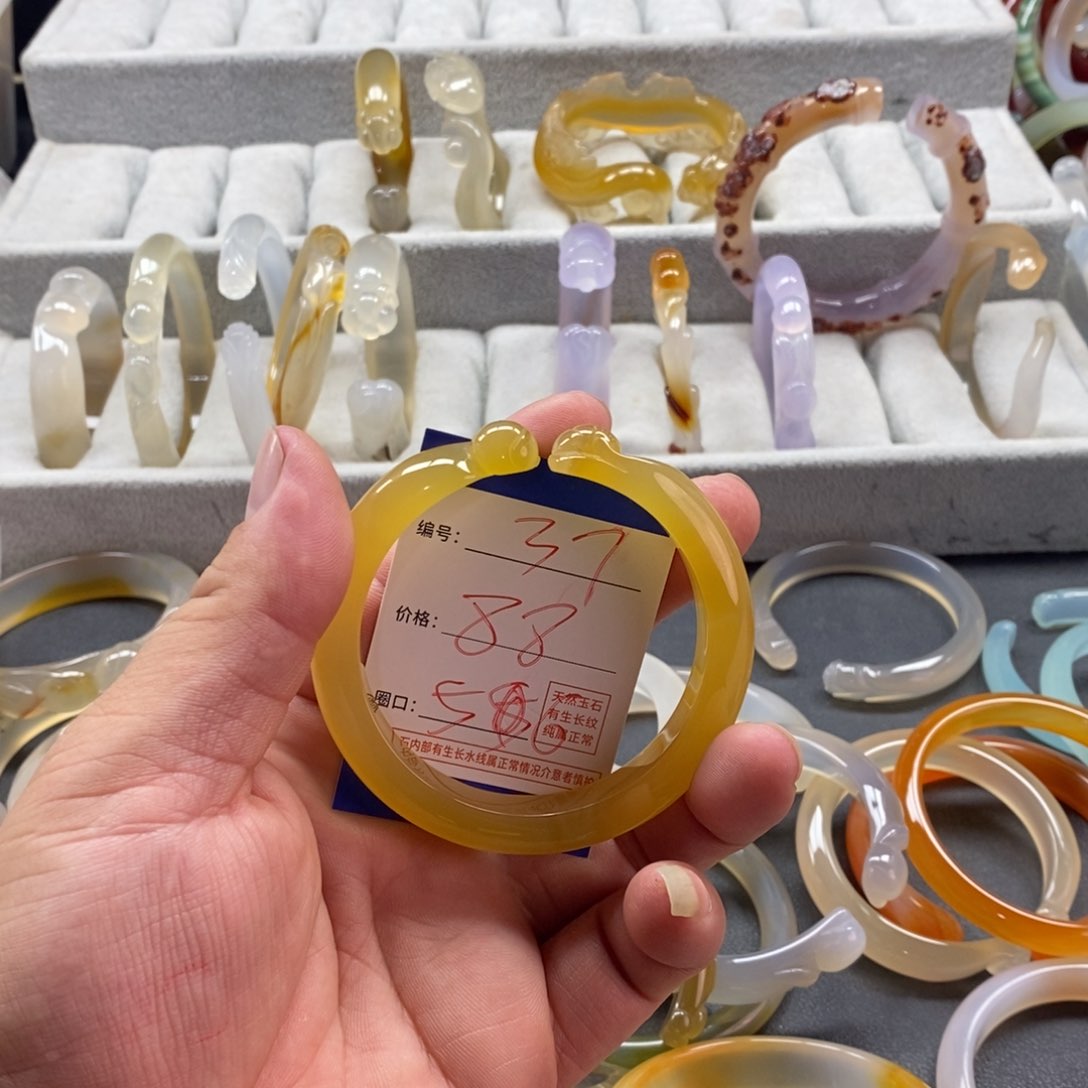 编号: 37
价格: 88
圈口: 58
天然玉石
有生长纹
纯属正常
石内部有生长水线属正常情况介意者慎拍